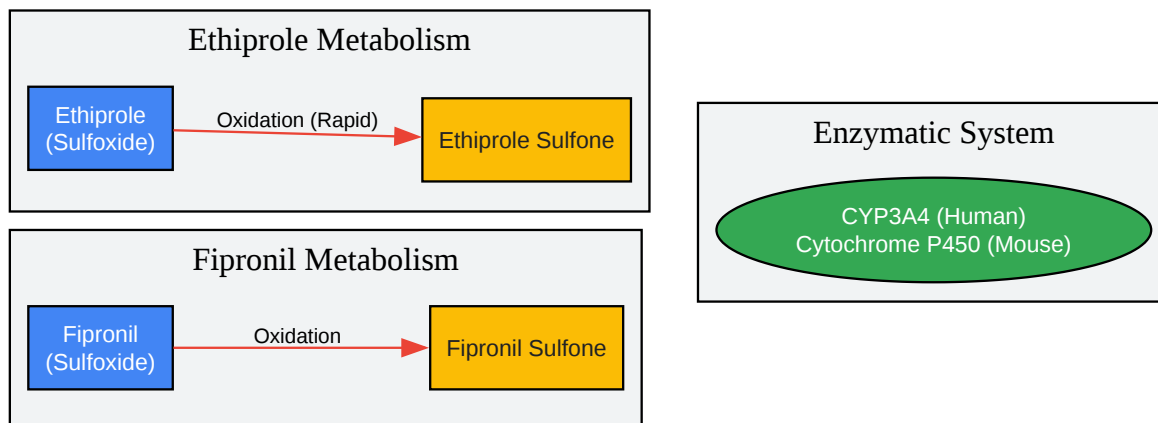 Ethiprole Metabolism
Ethiprole
(Sulfoxide)
Oxidation (Rapid)
Ethiprole Sulfone
Fipronil Metabolism
Fipronil
(Sulfoxide)
Oxidation
Fipronil Sulfone
Enzymatic System
CYP3A4 (Human)
Cytochrome P450 (Mouse)